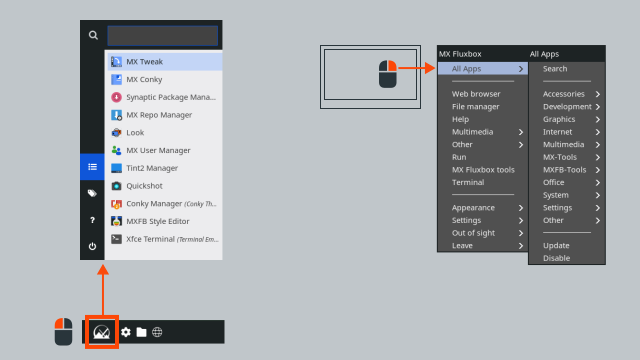 MX Tweak
MX Conky
Synaptic Package Mana...
MX Repo Manager
Look
MX User Manager
Tint2 Manager
Quickshot
Conky Manager (Conky Th...
MXFB Style Editor
Xfce Terminal (Terminal Em...
?
MX Fluxbox
All Apps
Web browser
File manager
Help
Multimedia
Other
Run
MX Fluxbox tools
Terminal
Appearance
Settings
Out of sight
Leave
All Apps
Search
Accessories
Development
Graphics
Internet
Multimedia
MX-Tools
MXFB-Tools
Office
System
Settings
Other
Update
Disable